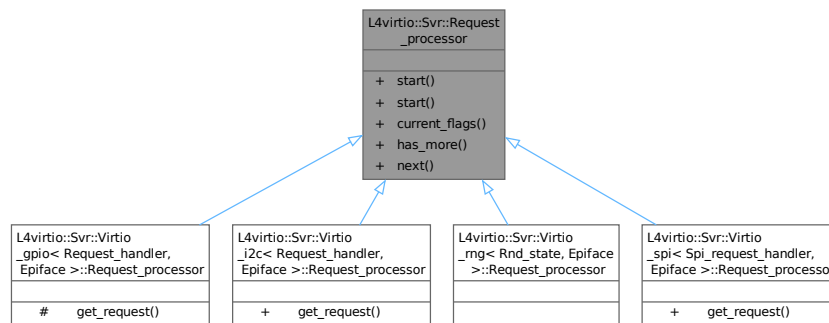 L4virtio::Svr::Request
_processor
+ start()
+ start()
+ current_flags()
+ has_more()
+ next()
L4virtio::Svr::Virtio
_gpio< Request_handler,
Epiface >::Request_processor
# get_request()
L4virtio::Svr::Virtio
_i2c< Request_handler,
Epiface >::Request_processor
+ get_request()
L4virtio::Svr::Virtio
_rng< Rnd_state, Epiface
>::Request_processor
L4virtio::Svr::Virtio
_spi< Spi_request_handler,
Epiface >::Request_processor
+ get_request()